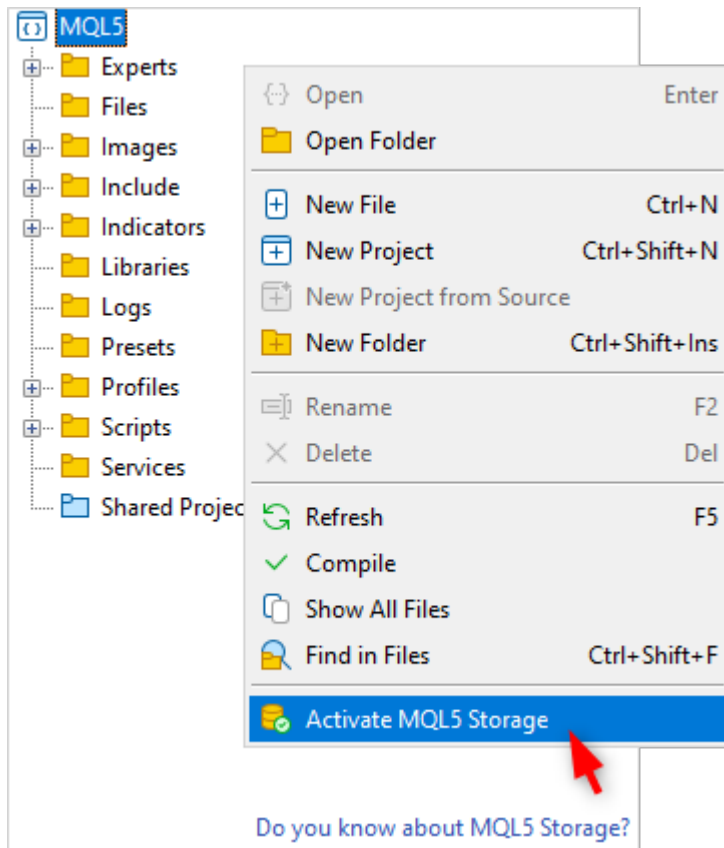 MQL5
Experts
Files
Images
Include
Indicators
Libraries
Logs
Presets
Profiles
Scripts
Services
Shared Projec
Open Enter
Open Folder
New File Ctrl+N
New Project Ctrl+Shift+N
New Project from Source
New Folder Ctrl+Shift+Ins
Rename F2
Delete Del
Refresh F5
Compile
Show All Files
Find in Files Ctrl+Shift+F
Activate MQL5 Storage
Do you know about MQL5 Storage?